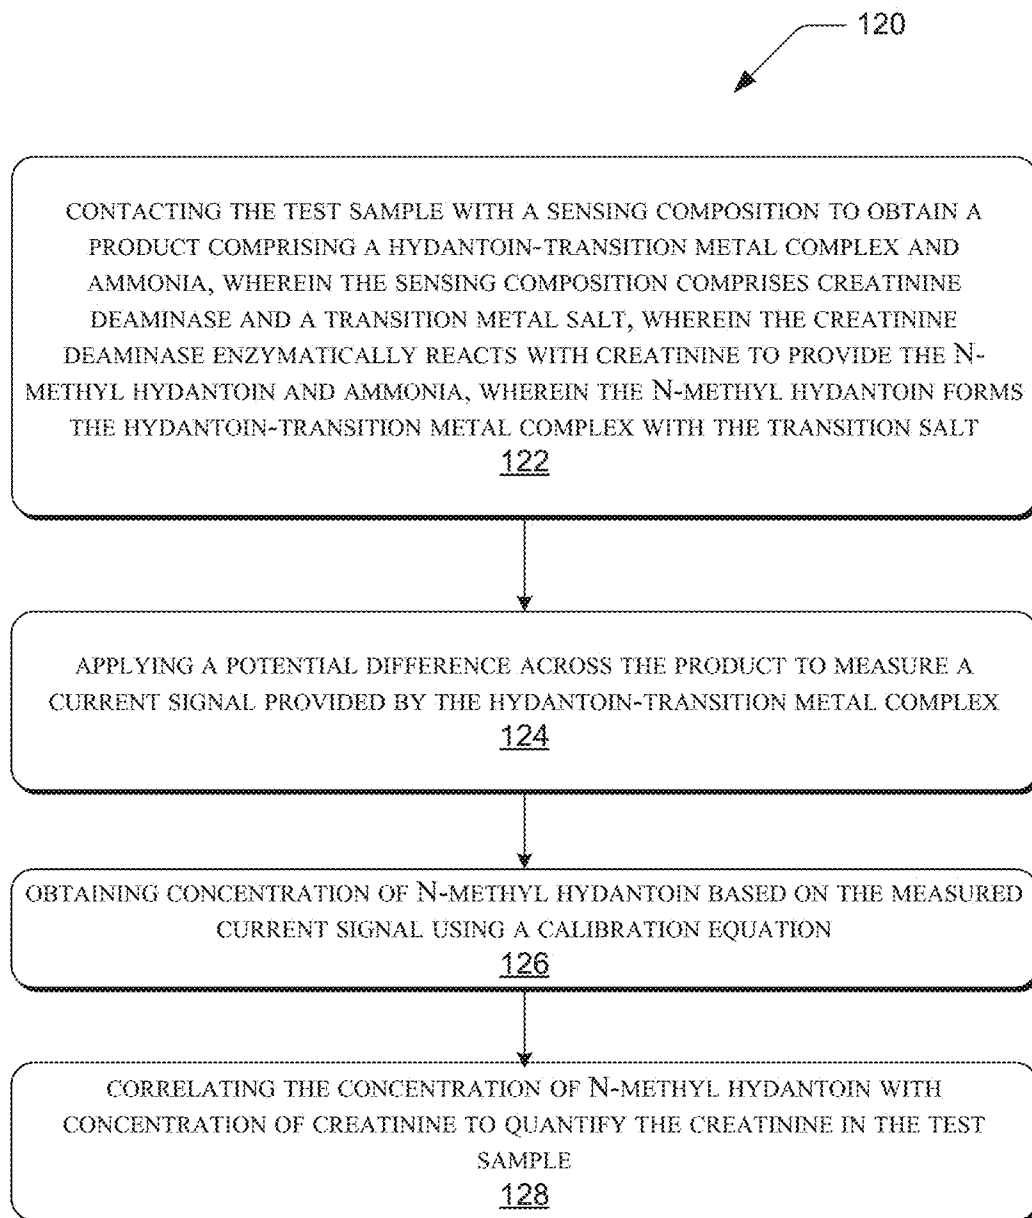 120
CONTACTING THE TEST SAMPLE WITH A SENSING COMPOSITION TO OBTAIN A
PRODUCT COMPRISING A HYDANTOIN-TRANSITION METAL COMPLEX AND
AMMONIA, WHEREIN THE SENSING COMPOSITION COMPRISES CREATININE
DEAMINASE AND A TRANSITION METAL SALT, WHEREIN THE CREATININE
DEAMINASE ENZYMATICALLY REACTS WITH CREATININE TO PROVIDE THE N-
METHYL HYDANTOIN AND AMMONIA, WHEREIN THE N-METHYL HYDANTOIN FORMS
THE HYDANTOIN-TRANSITION METAL COMPLEX WITH THE TRANSITION SALT
122
APPLYING A POTENTIAL DIFFERENCE ACROSS THE PRODUCT TO MEASURE A
CURRENT SIGNAL PROVIDED BY THE HYDANTOIN-TRANSITION METAL COMPLEX
124
OBTAINING CONCENTRATION OF N-METHYL HYDANTOIN BASED ON THE MEASURED
CURRENT SIGNAL USING A CALIBRATION EQUATION
126
CORRELATING THE CONCENTRATION OF N-METHYL HYDANTOIN WITH
CONCENTRATION OF CREATININE TO QUANTIFY THE CREATININE IN THE TEST
SAMPLE
128